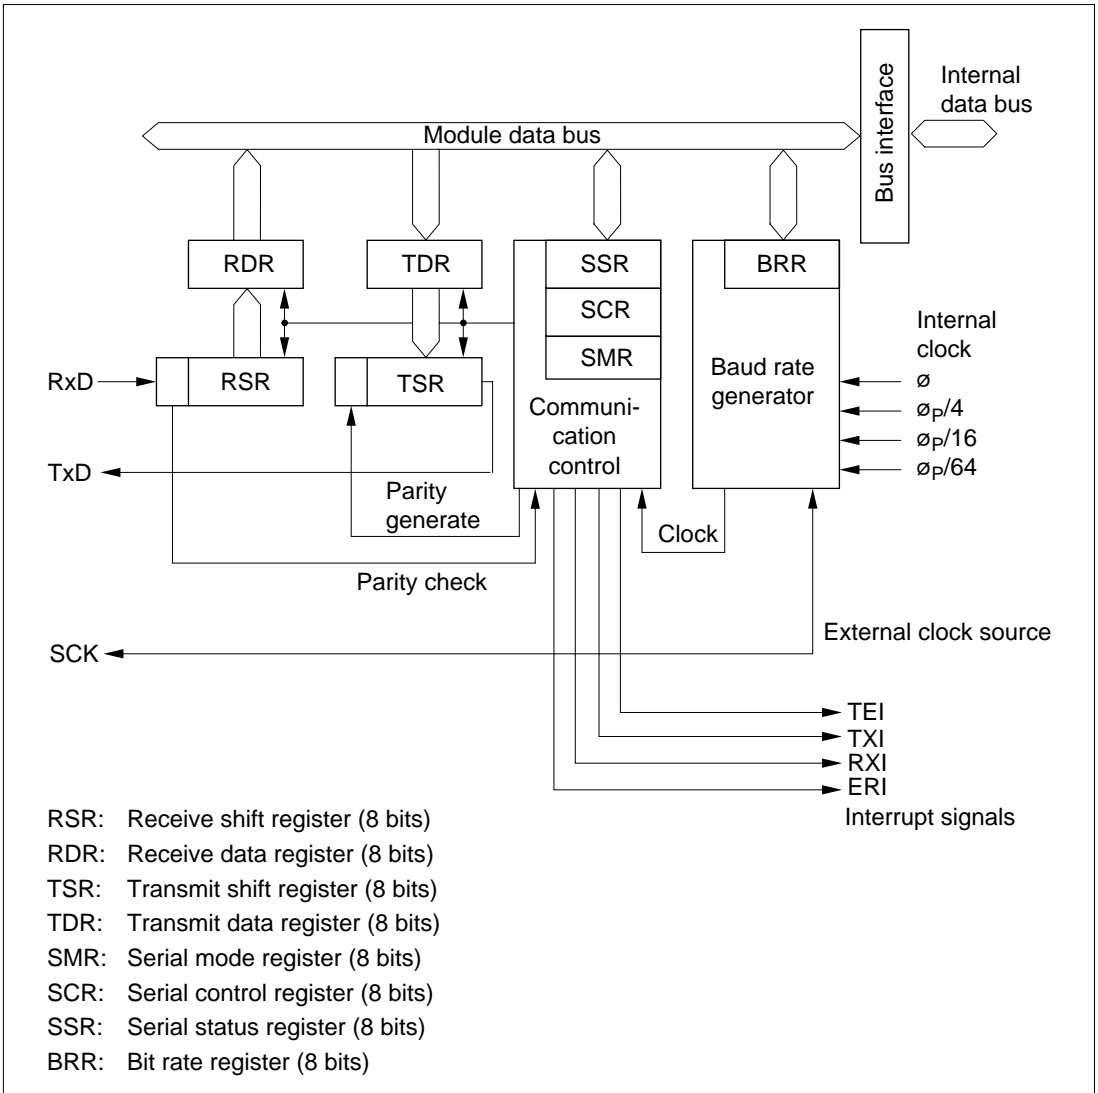 Internal
data bus
Bus interface
Module data bus
RDR
TDR
SSR
BRR
SCR
SMR
RSR
TSR
RxD
TxD
Communi-
cation
control
Baud rate
generator
Internal
clock
ø
øP/4
øP/16
øP/64
Parity
generate
Clock
Parity check
External clock source
SCK
TEI
TXI
RXI
ERI
Interrupt signals
RSR: Receive shift register (8 bits)
RDR: Receive data register (8 bits)
TSR: Transmit shift register (8 bits)
TDR: Transmit data register (8 bits)
SMR: Serial mode register (8 bits)
SCR: Serial control register (8 bits)
SSR: Serial status register (8 bits)
BRR: Bit rate register (8 bits)